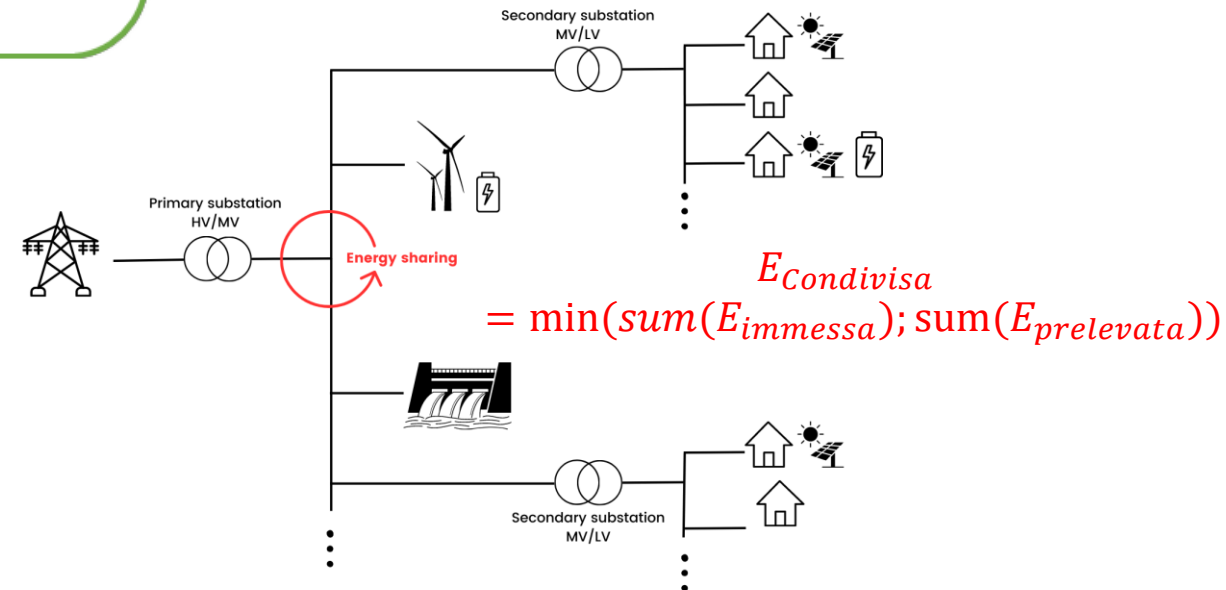 Secondary substation
MV/LV
Primary substation
HV/MV
Energy sharing
E_Condivisa
= min(sum(E_immessa); sum(E_prelevata))
Secondary substation
MV/LV